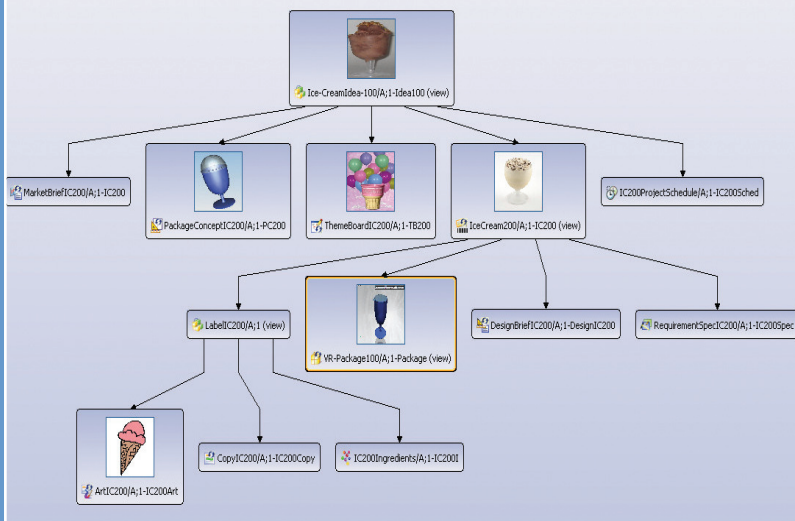 Ice-CreamIdea-100/A;1-Idea100 (view)
MarketBriefIC200/A;1-IC200
PackageConceptIC200/A;1-PC200
ThemeBoardIC200/A;1-TB200
IceCream200/A;1-IC200 (view)
IC200ProjectSchedule/A;1-IC200Sched
LabelIC200/A;1 (view)
VR-Package100/A;1-Package (view)
DesignBriefIC200/A;1-DesignIC200
RequirementSpecIC200/A;1-IC200Spec
ArtIC200/A;1-IC200Art
CopyIC200/A;1-IC200Copy
IC200Ingredients/A;1-IC200I